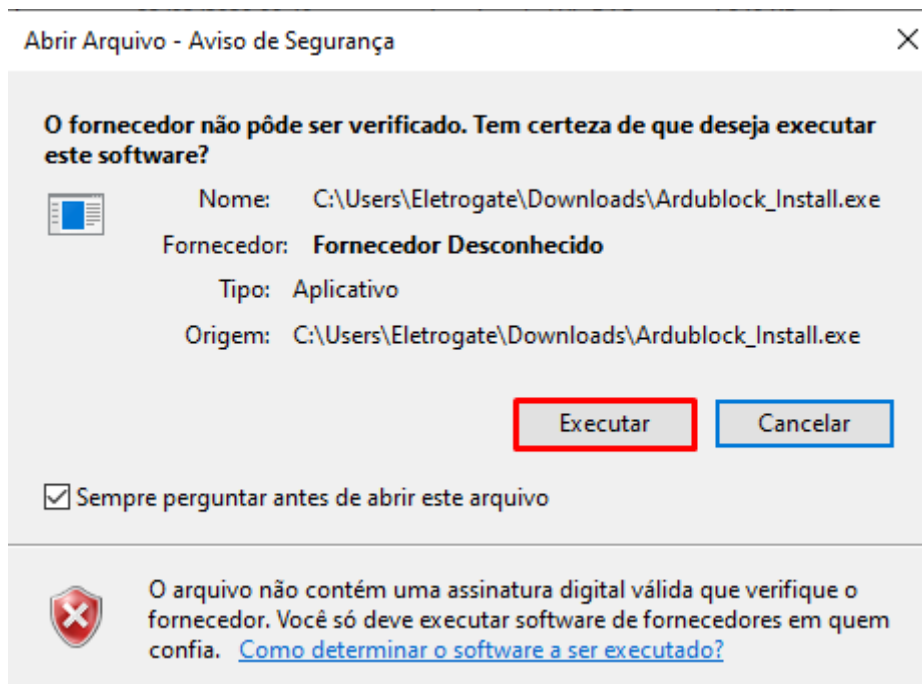 Abrir Arquivo - Aviso de Segurança
O fornecedor não pôde ser verificado. Tem certeza de que deseja executar
este software?
Nome: C:\Users\Eletrogate\Downloads\Ardublock_Install.exe
Fornecedor: Fornecedor Desconhecido
Tipo: Aplicativo
Origem: C:\Users\Eletrogate\Downloads\Ardublock_Install.exe
Executar Cancelar
Sempre perguntar antes de abrir este arquivo
O arquivo não contém uma assinatura digital válida que verifique o
fornecedor. Você só deve executar software de fornecedores em quem
confia. Como determinar o software a ser executado?